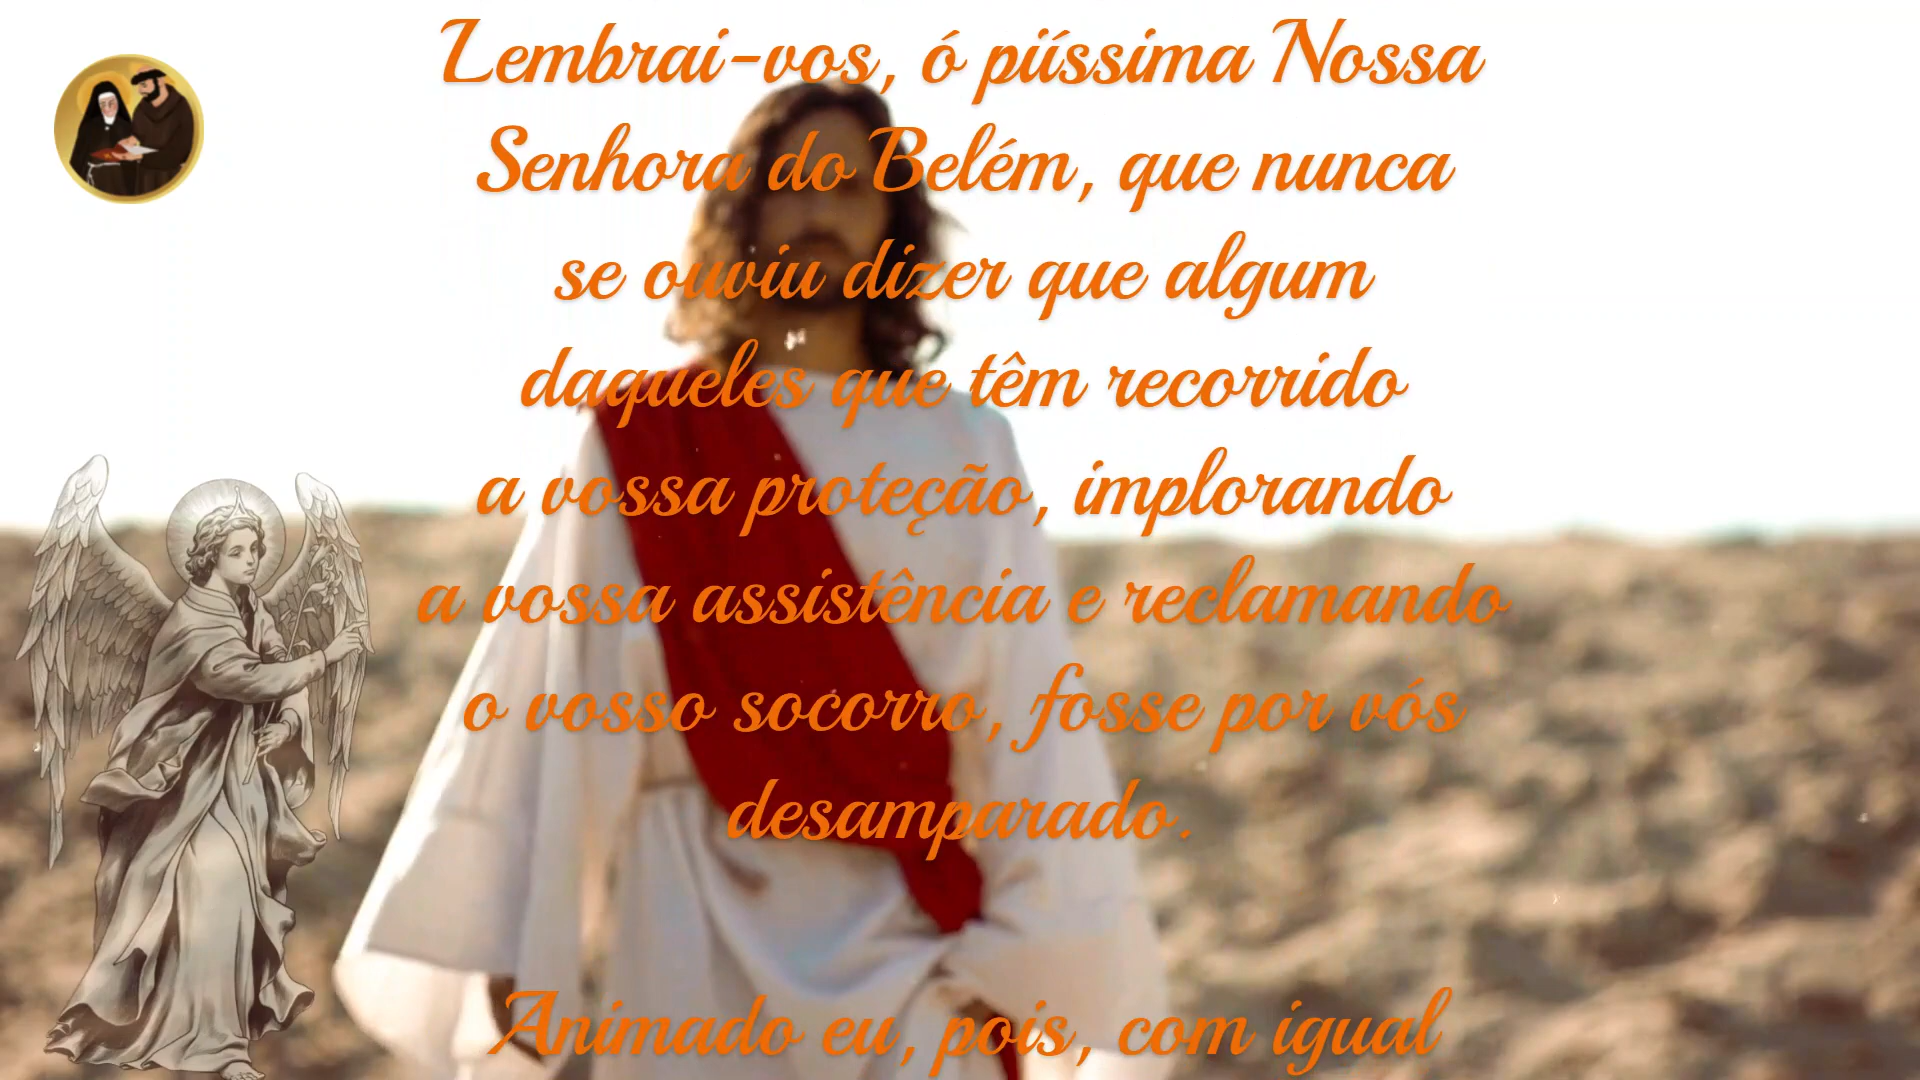 Lembrai-vos, ó piíssima Nossa
Senhora do Belém, que nunca
se ouviu dizer que algum
daqueles que têm recorrido
a vossa proteção, implorando
a vossa assistência e reclamando
o vosso socorro, fosse por vós
desamparado.
Animado eu, pois, com igual